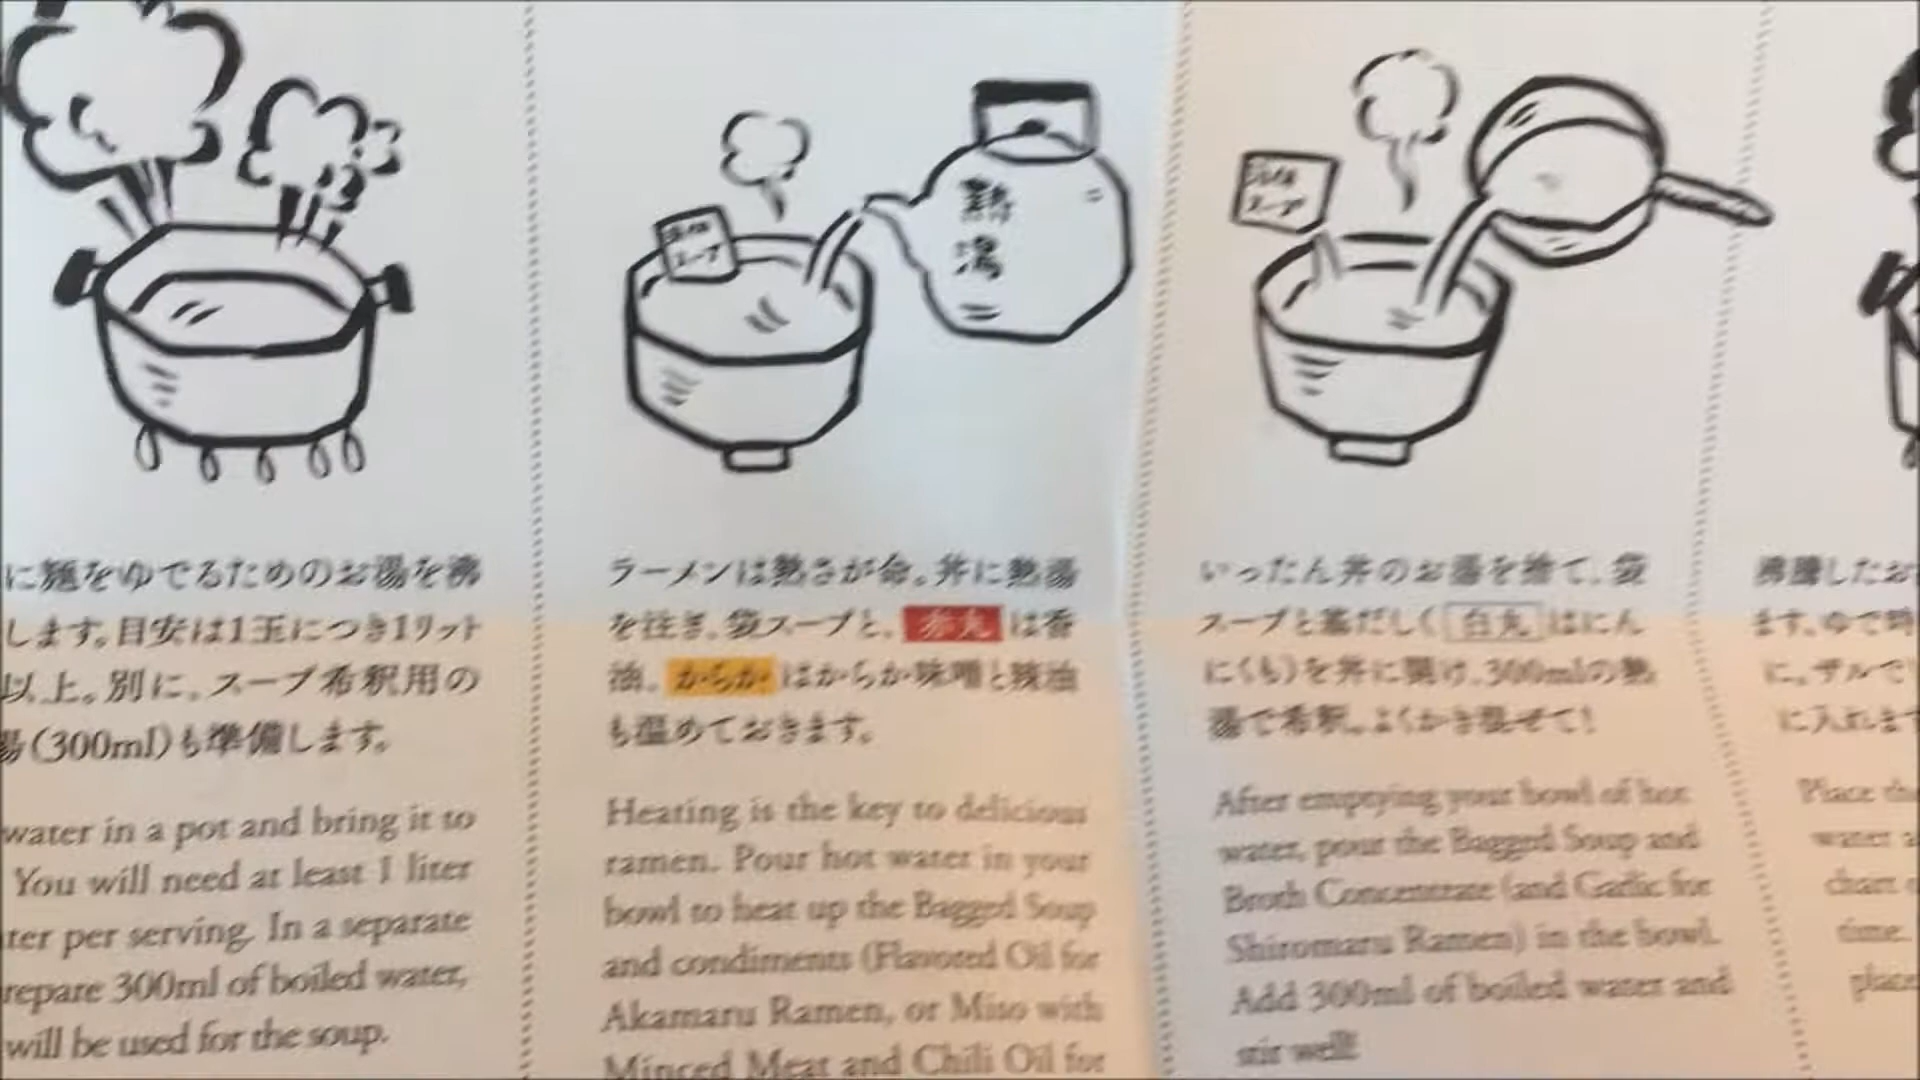 熱
湯
スープ
スープ
に麺をゆでるためのお湯を沸
します。目安は1玉につき1リット
以上。別に、スープ希釈用の
湯(300ml)も準備します。
water in a pot and bring it to
You will need at least 1 liter
ter per serving. In a separate
repare 300ml of boiled water,
will be used for the soup.
ラーメンは熱さが命。丼に熱湯
を注ぎ、袋スープと、赤丸は香
油、からかはからか味噌と辣油
も温めておきます。
Heating is the key to delicious
ramen. Pour hot water in your
bowl to heat up the Bagged Soup
and condiments (Flavored Oil for
Akamaru Ramen, or Miso with
Minced Meat and Chili Oil for
いったん丼のお湯を捨て、袋
スープと基だし(白丸はにん
にくも)を丼に開け、300mlの熱
湯で希釈。よくかき混ぜて!
After emptying your bowl of hot
water, pour the Bagged Soup and
Broth Concentrate (and Garlic for
Shiromaru Ramen) in the bowl.
Add 300ml of boiled water and
stir well!
沸騰したお
ます。ゆで時
に、ザルで
に入れます
Place the
water a
chart o
time.
place